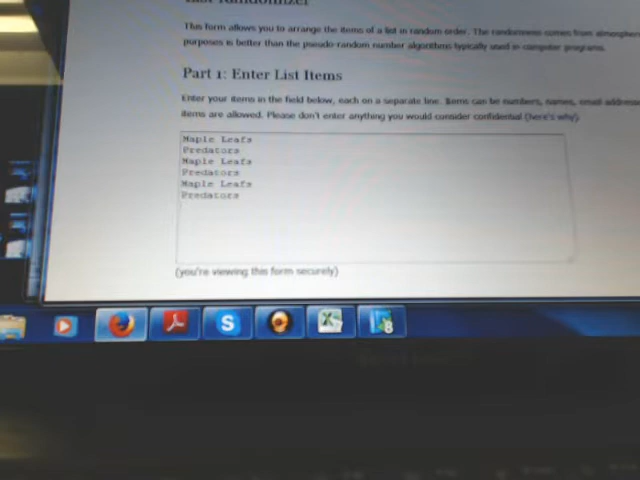 List Randomizer
This form allows you to arrange the items of a list in random order. The randomness comes from atmospheric
purposes is better than the pseudo-random number algorithms typically used in computer programs.
Part 1: Enter List Items
Enter your items in the field below, each on a separate line. Items can be numbers, names, email addresses
items are allowed. Please don't enter anything you would consider confidential (here's why)
Maple Leafs
Predators
Maple Leafs
Predators
Maple Leafs
Predators
(you're viewing this form securely)
S
8